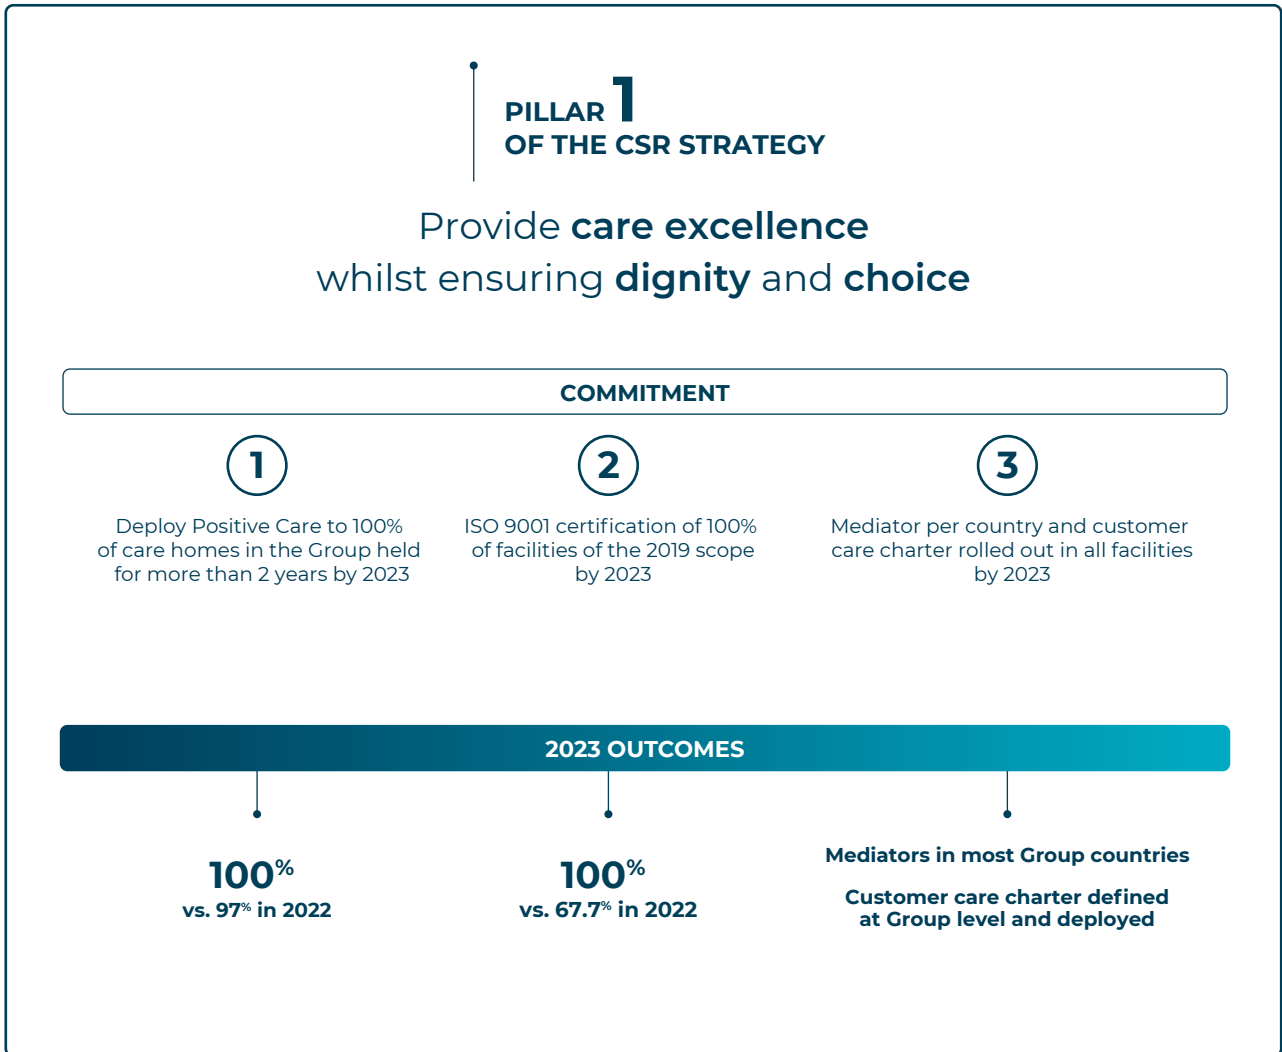 PILLAR 1
OF THE CSR STRATEGY
Provide care excellence
whilst ensuring dignity and choice
COMMITMENT
1
Deploy Positive Care to 100%
of care homes in the Group held
for more than 2 years by 2023
2
ISO 9001 certification of 100%
of facilities of the 2019 scope
by 2023
3
Mediator per country and customer
care charter rolled out in all facilities
by 2023
2023 OUTCOMES
100%
vs. 97% in 2022
100%
vs. 67.7% in 2022
Mediators in most Group countries
Customer care charter defined
at Group level and deployed